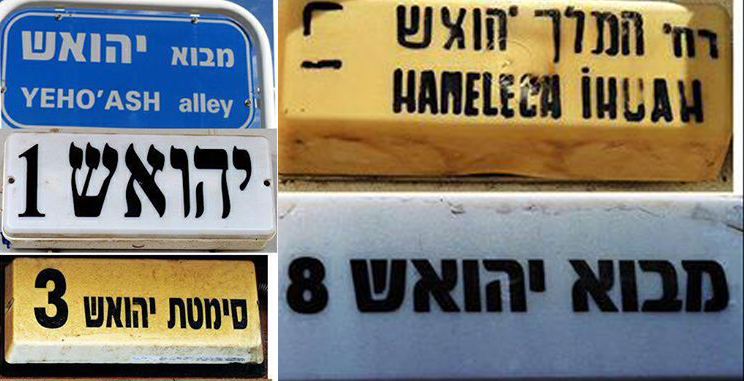 מבוא יהואש
YEHO'ASH alley
יהואש 1
סימטת יהואש 3
רח' המלך יהואש
HAMELECH IHUAH
מבוא יהואש 8